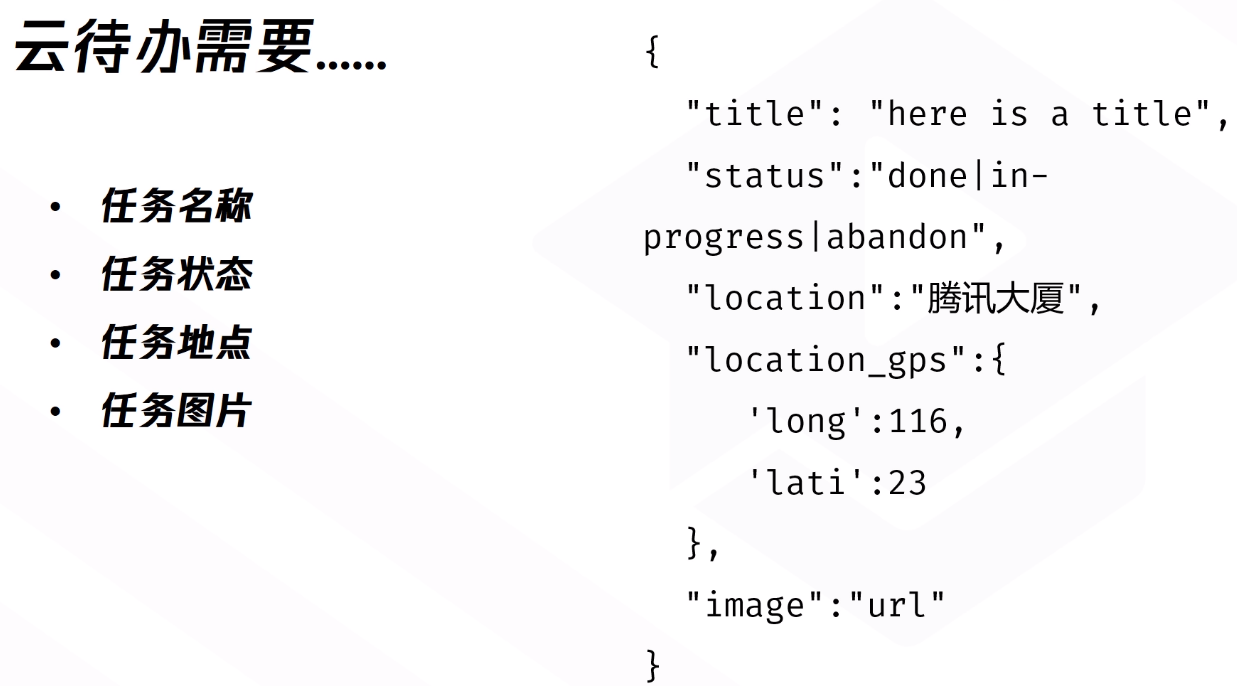 云待办需要......
• 任务名称
• 任务状态
• 任务地点
• 任务图片
{
"title": "here is a title",
"status":"done|in-
progress|abandon",
"location":"腾讯大厦",
"location_gps":{
'long':116,
'lati':23
},
"image":"url"
}